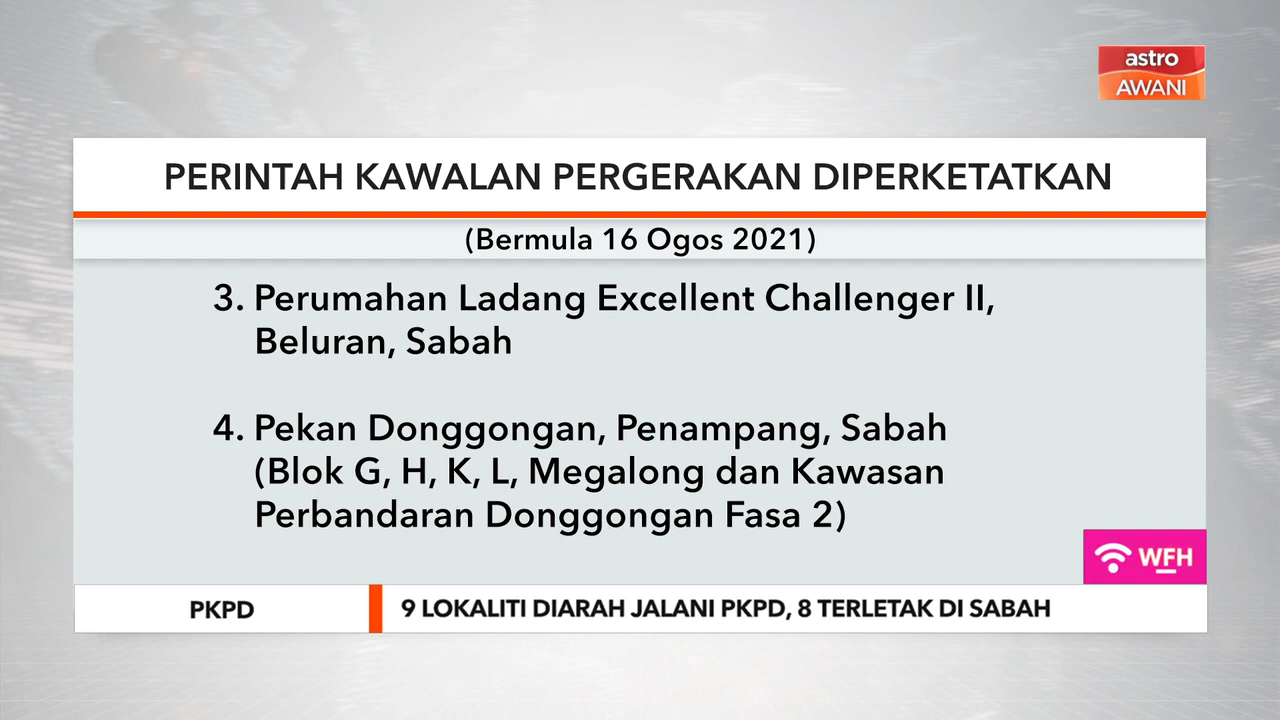 astro
AWANI
PERINTAH KAWALAN PERGERAKAN DIPERKETATKAN
(Bermula 16 Ogos 2021)
3. Perumahan Ladang Excellent Challenger II,
Beluran, Sabah
4. Pekan Donggongan, Penampang, Sabah
(Blok G, H, K, L, Megalong dan Kawasan
Perbandaran Donggongan Fasa 2)
WFH
PKPD
9 LOKALITI DIARAH JALANI PKPD, 8 TERLETAK DI SABAH